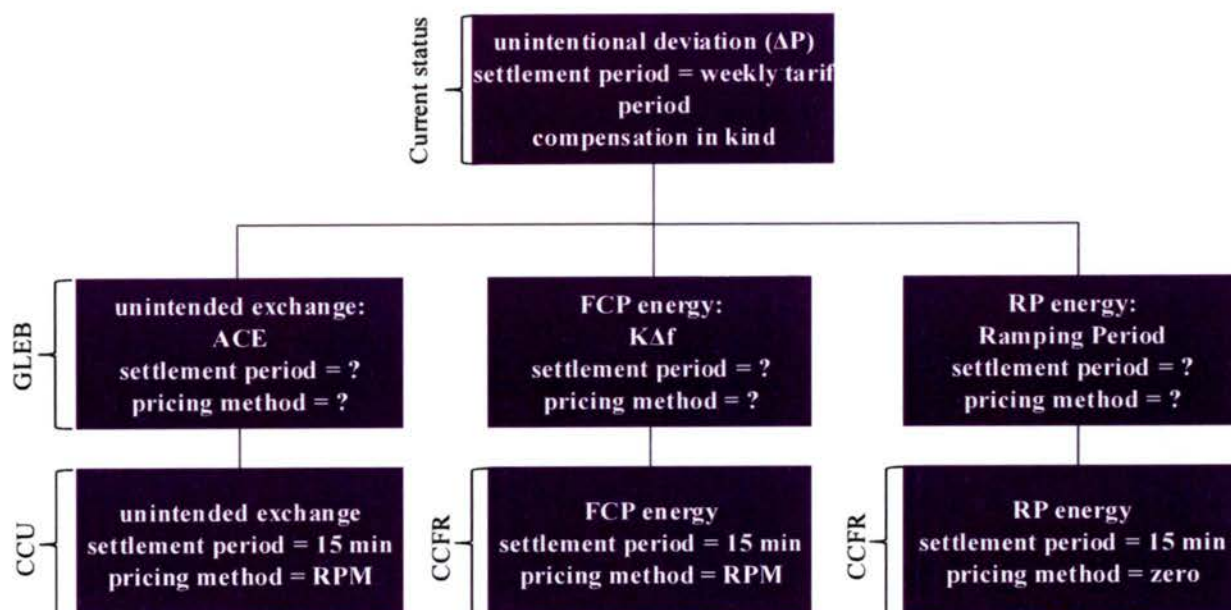 Current status
unintentional deviation (ΔP)
settlement period = weekly tarif
period
compensation in kind
GLEB
unintended exchange:
ACE
settlement period = ?
pricing method = ?
FCP energy:
KΔf
settlement period = ?
pricing method = ?
RP energy:
Ramping Period
settlement period = ?
pricing method = ?
CCU
unintended exchange
settlement period = 15 min
pricing method = RPM
CCFR
FCP energy
settlement period = 15 min
pricing method = RPM
CCFR
RP energy
settlement period = 15 min
pricing method = zero